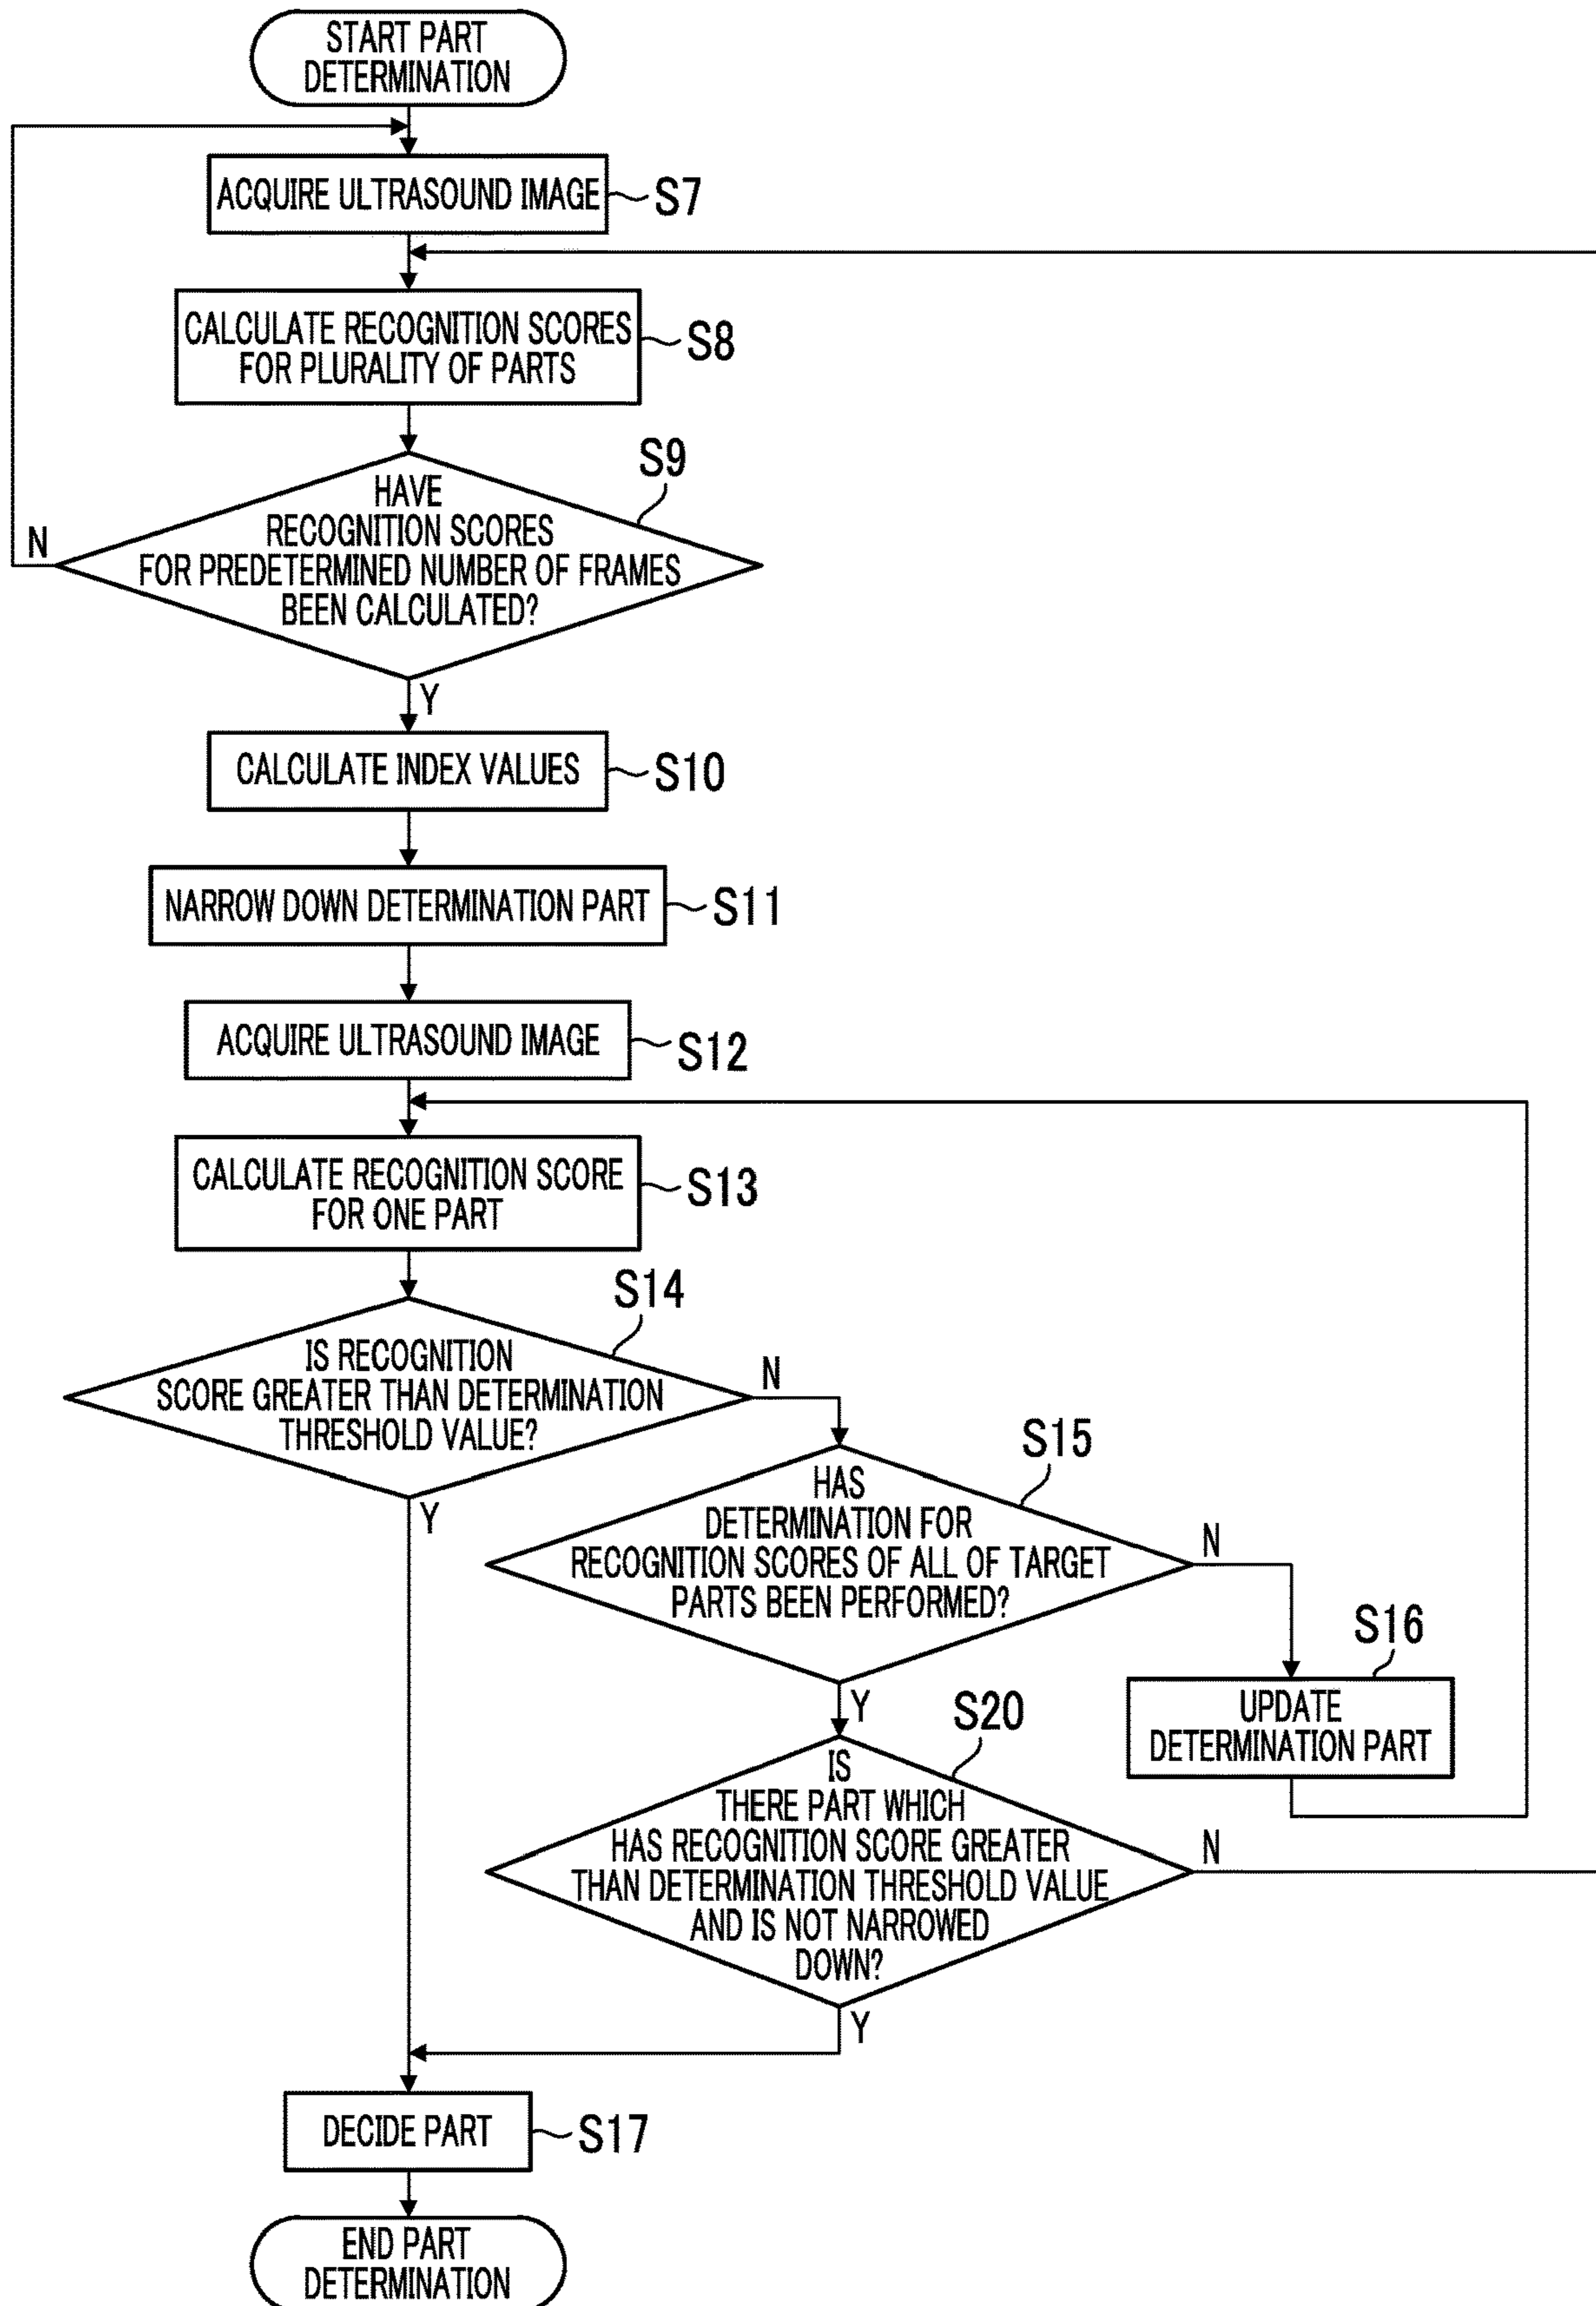 START PART
DETERMINATION
ACQUIRE ULTRASOUND IMAGE
S7
CALCULATE RECOGNITION SCORES
FOR PLURALITY OF PARTS
S8
S9
HAVE
RECOGNITION SCORES
FOR PREDETERMINED NUMBER OF FRAMES
BEEN CALCULATED?
N
Y
CALCULATE INDEX VALUES
S10
NARROW DOWN DETERMINATION PART
S11
ACQUIRE ULTRASOUND IMAGE
S12
CALCULATE RECOGNITION SCORE
FOR ONE PART
S13
S14
IS RECOGNITION
SCORE GREATER THAN DETERMINATION
THRESHOLD VALUE?
N
Y
S15
HAS
DETERMINATION FOR
RECOGNITION SCORES OF ALL OF TARGET
PARTS BEEN PERFORMED?
N
Y
S16
UPDATE
DETERMINATION PART
S20
IS
THERE PART WHICH
HAS RECOGNITION SCORE GREATER
THAN DETERMINATION THRESHOLD VALUE
AND IS NOT NARROWED
DOWN?
N
Y
DECIDE PART
S17
END PART
DETERMINATION